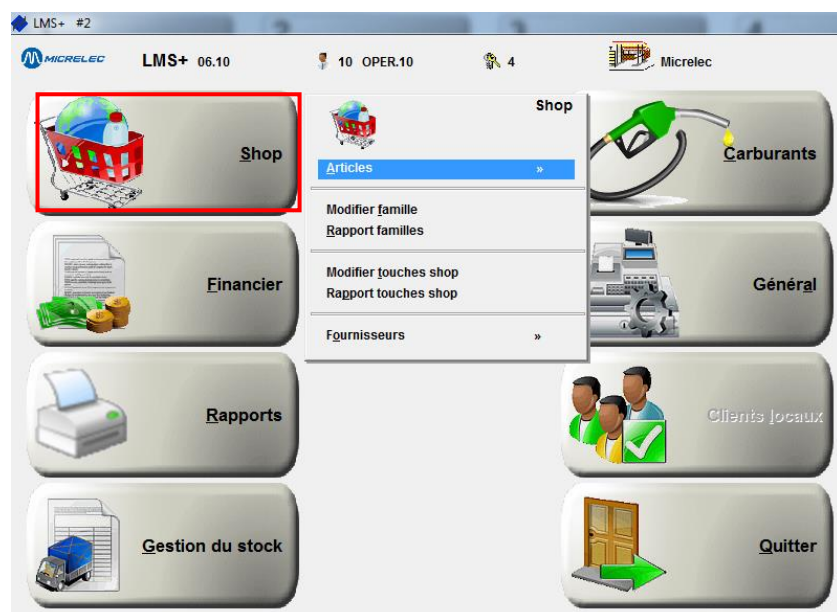 LMS+ #2
MICRELEC LMS+ 06.10 10 OPER.10 4 Micrelec
Shop
Shop
Articles »
Modifier famille
Rapport familles
Modifier touches shop
Rapport touches shop
Fournisseurs »
Carburants
Financier
Général
Rapports
Clients locaux
Gestion du stock
Quitter